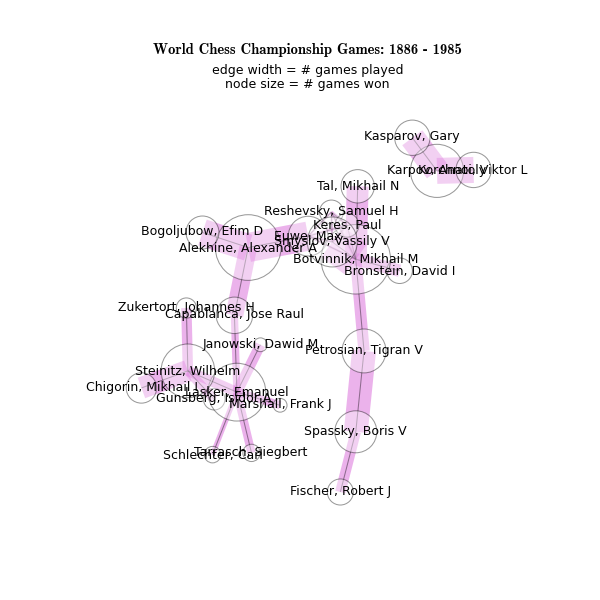 World Chess Championship Games: 1886 - 1985
edge width = # games played
node size = # games won
Kasparov, Gary
Karpov, Anatoly
Korchnoi, Viktor L
Tal, Mikhail N
Reshevsky, Samuel H
Keres, Paul
Bogoljubow, Efim D
Euwe, Max
Smyslov, Vassily V
Alekhine, Alexander A
Botvinnik, Mikhail M
Bronstein, David I
Zukertort, Johannes H
Capablanca, Jose Raul
Janowski, Dawid M
Petrosian, Tigran V
Steinitz, Wilhelm
Chigorin, Mikhail I
Lasker, Emanuel
Gunsberg, Isidor A
Marshall, Frank J
Spassky, Boris V
Tarrasch, Siegbert
Schlechter, Carl
Fischer, Robert J